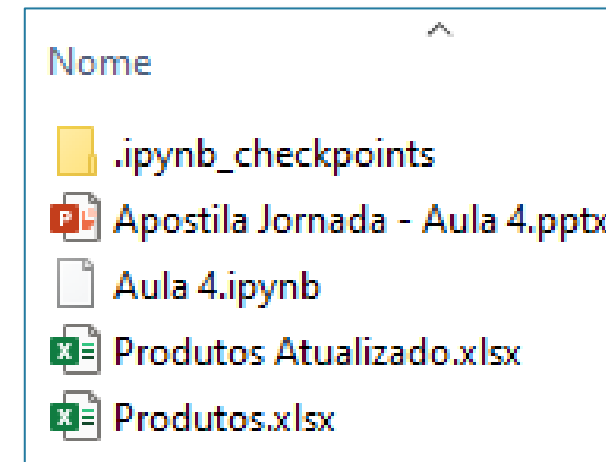 Nome
.ipynb_checkpoints
Apostila Jornada - Aula 4.pptx
Aula 4.ipynb
Produtos Atualizado.xlsx
Produtos.xlsx